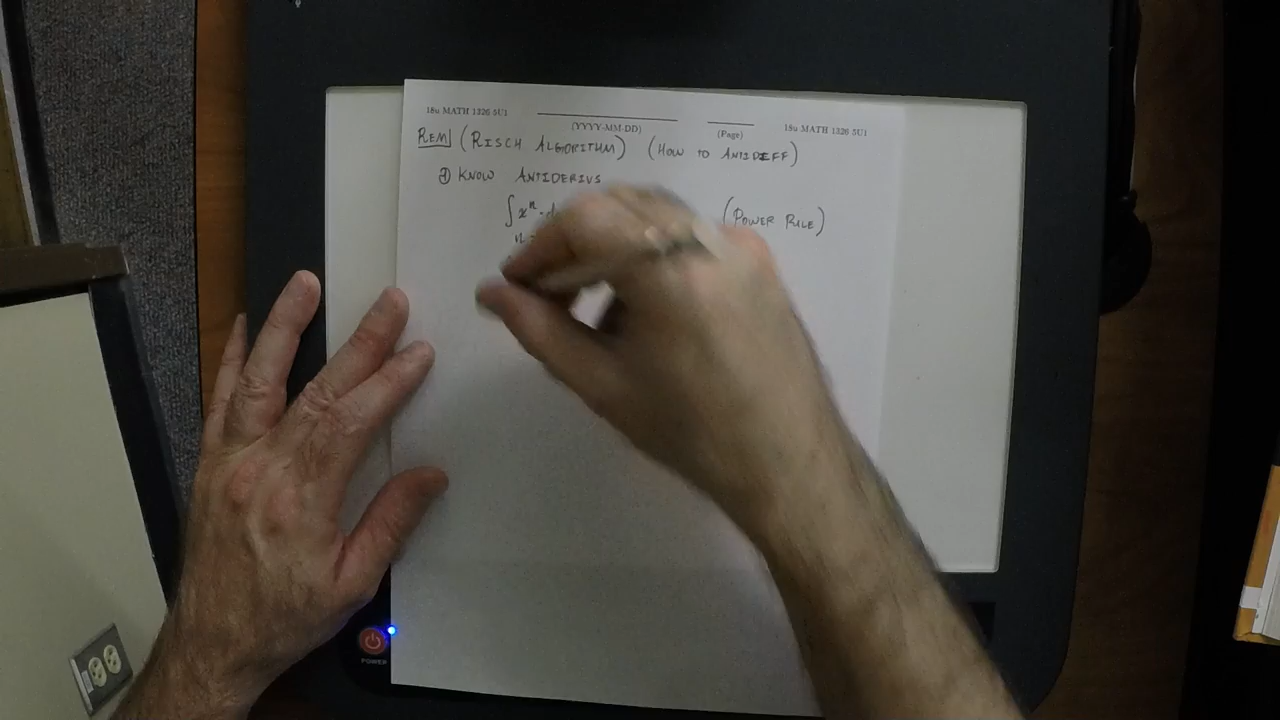 18u MATH 1326 5U1 (YYYY-MM-DD) (Page) 18u MATH 1326 5U1
REM (RISCH ALGORITHM) (HOW TO ANTIDIFF)
① KNOW ANTIDERIVS
∫x^n · d (POWER RULE)
n
POWER